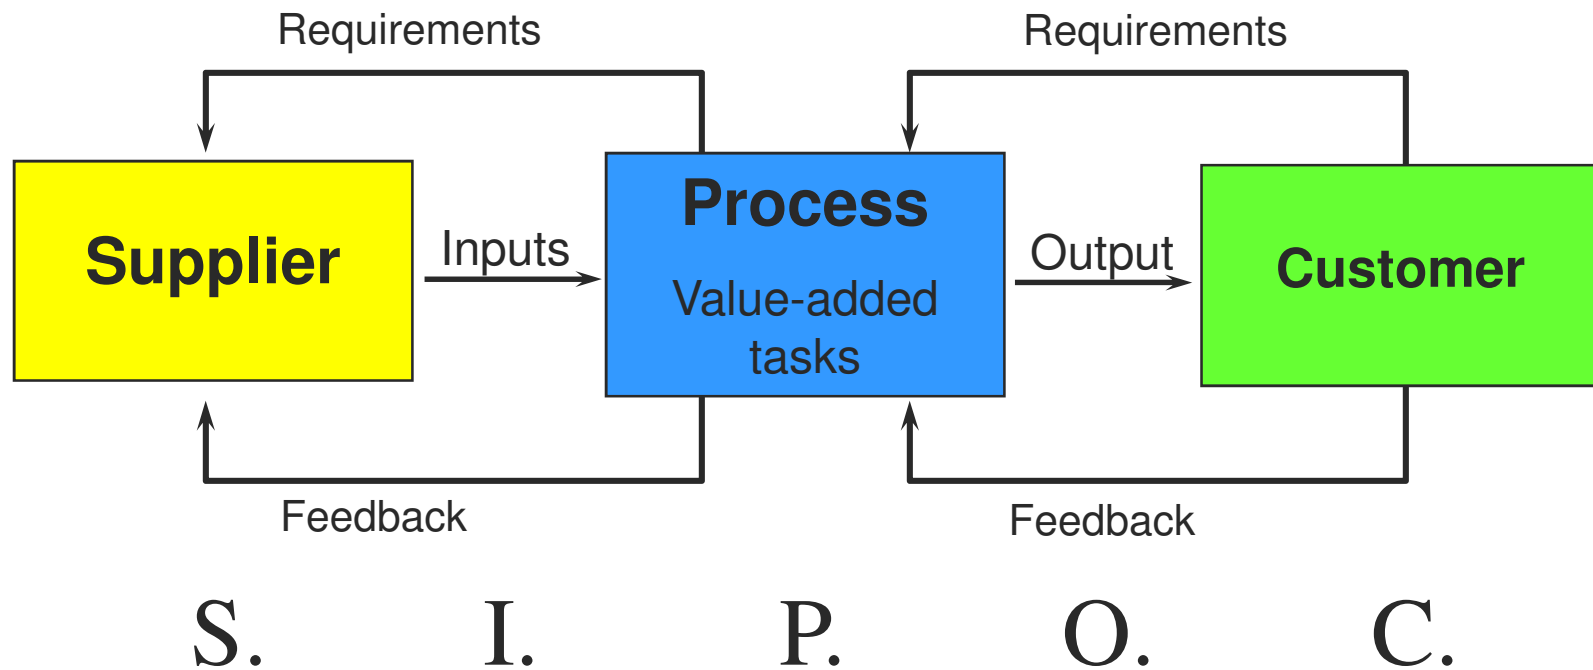 Requirements
Requirements
Supplier
Inputs
Process
Value-added
tasks
Output
Customer
Feedback
Feedback
S. I. P. O. C.